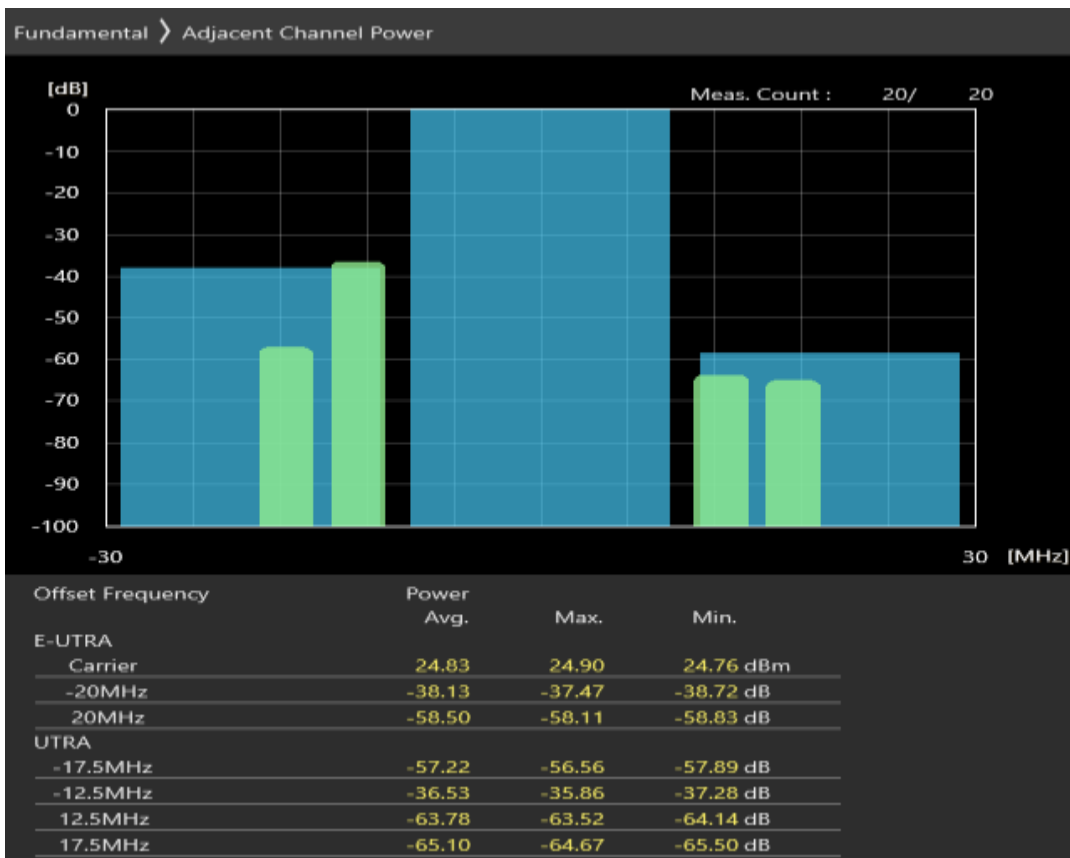 Fundamental 〉 Adjacent Channel Power
[dB]
Meas. Count : 20/ 20
0
-10
-20
-30
-40
-50
-60
-70
-80
-90
-100
-30 30 [MHz]
Offset Frequency Power
Avg. Max. Min.
E-UTRA
Carrier 24.83 24.90 24.76 dBm
-20MHz -38.13 -37.47 -38.72 dB
20MHz -58.50 -58.11 -58.83 dB
UTRA
-17.5MHz -57.22 -56.56 -57.89 dB
-12.5MHz -36.53 -35.86 -37.28 dB
12.5MHz -63.78 -63.52 -64.14 dB
17.5MHz -65.10 -64.67 -65.50 dB